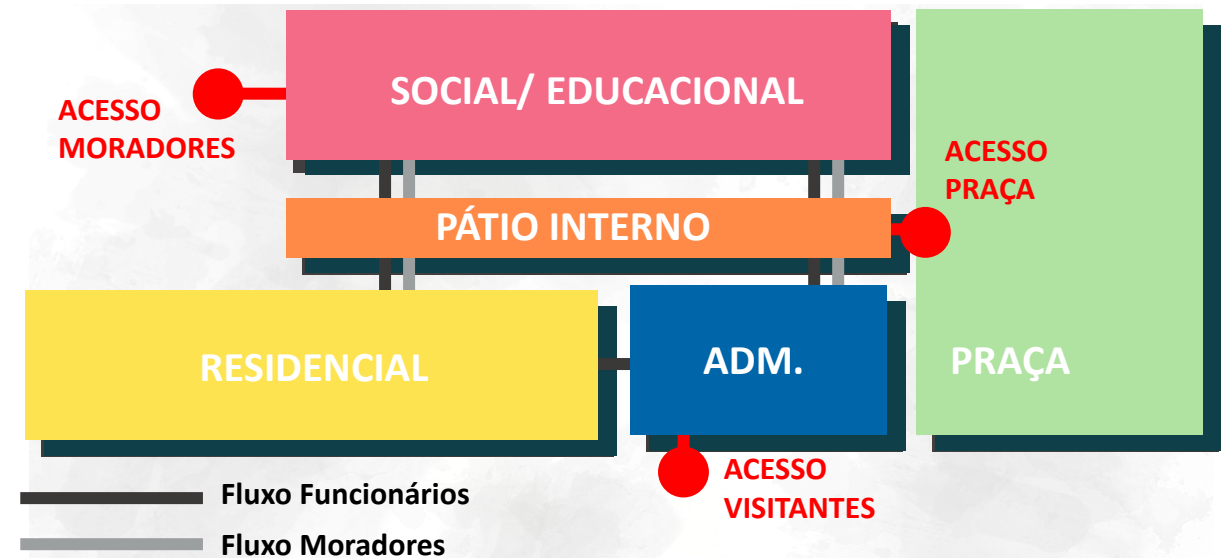 SOCIAL/ EDUCACIONAL
ACESSO
MORADORES
ACESSO
PRAÇA
PÁTIO INTERNO
RESIDENCIAL
ADM.
PRAÇA
ACESSO
VISITANTES
Fluxo Funcionários
Fluxo Moradores